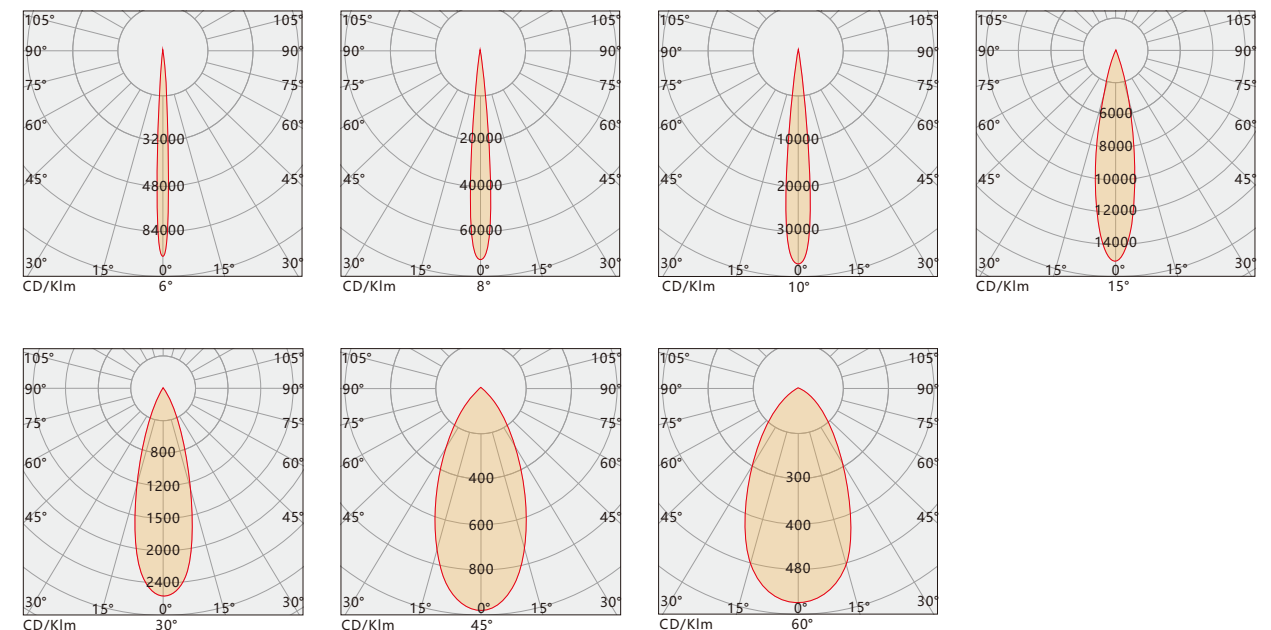 105° 105° 105° 105° 105° 105° 105° 105°
90° 90° 90° 90° 90° 90° 90° 90°
75° 75° 75° 75° 75° 75° 75° 75°
60° 60° 60° 60° 60° 60° 60° 60°
32000 20000 10000 6000
8000
45° 45° 45° 45° 45° 45° 45° 45°
48000 40000 20000 10000
12000
84000 60000 30000 14000
30° 15° 0° 15° 30° 30° 15° 0° 15° 30° 30° 15° 0° 15° 30° 30° 15° 0° 15° 30°
CD/Klm 6° CD/Klm 8° CD/Klm 10° CD/Klm 15°
105° 105° 105° 105° 105° 105°
90° 90° 90° 90° 90° 90°
75° 75° 75° 75° 75° 75°
800
60° 60° 60° 60° 60° 60°
1200 400 300
45° 45° 45° 45° 45° 45°
1500 600 400
2000
2400 800 480
30° 15° 0° 15° 30° 30° 15° 0° 15° 30° 30° 15° 0° 15° 30°
CD/Klm 30° CD/Klm 45° CD/Klm 60°